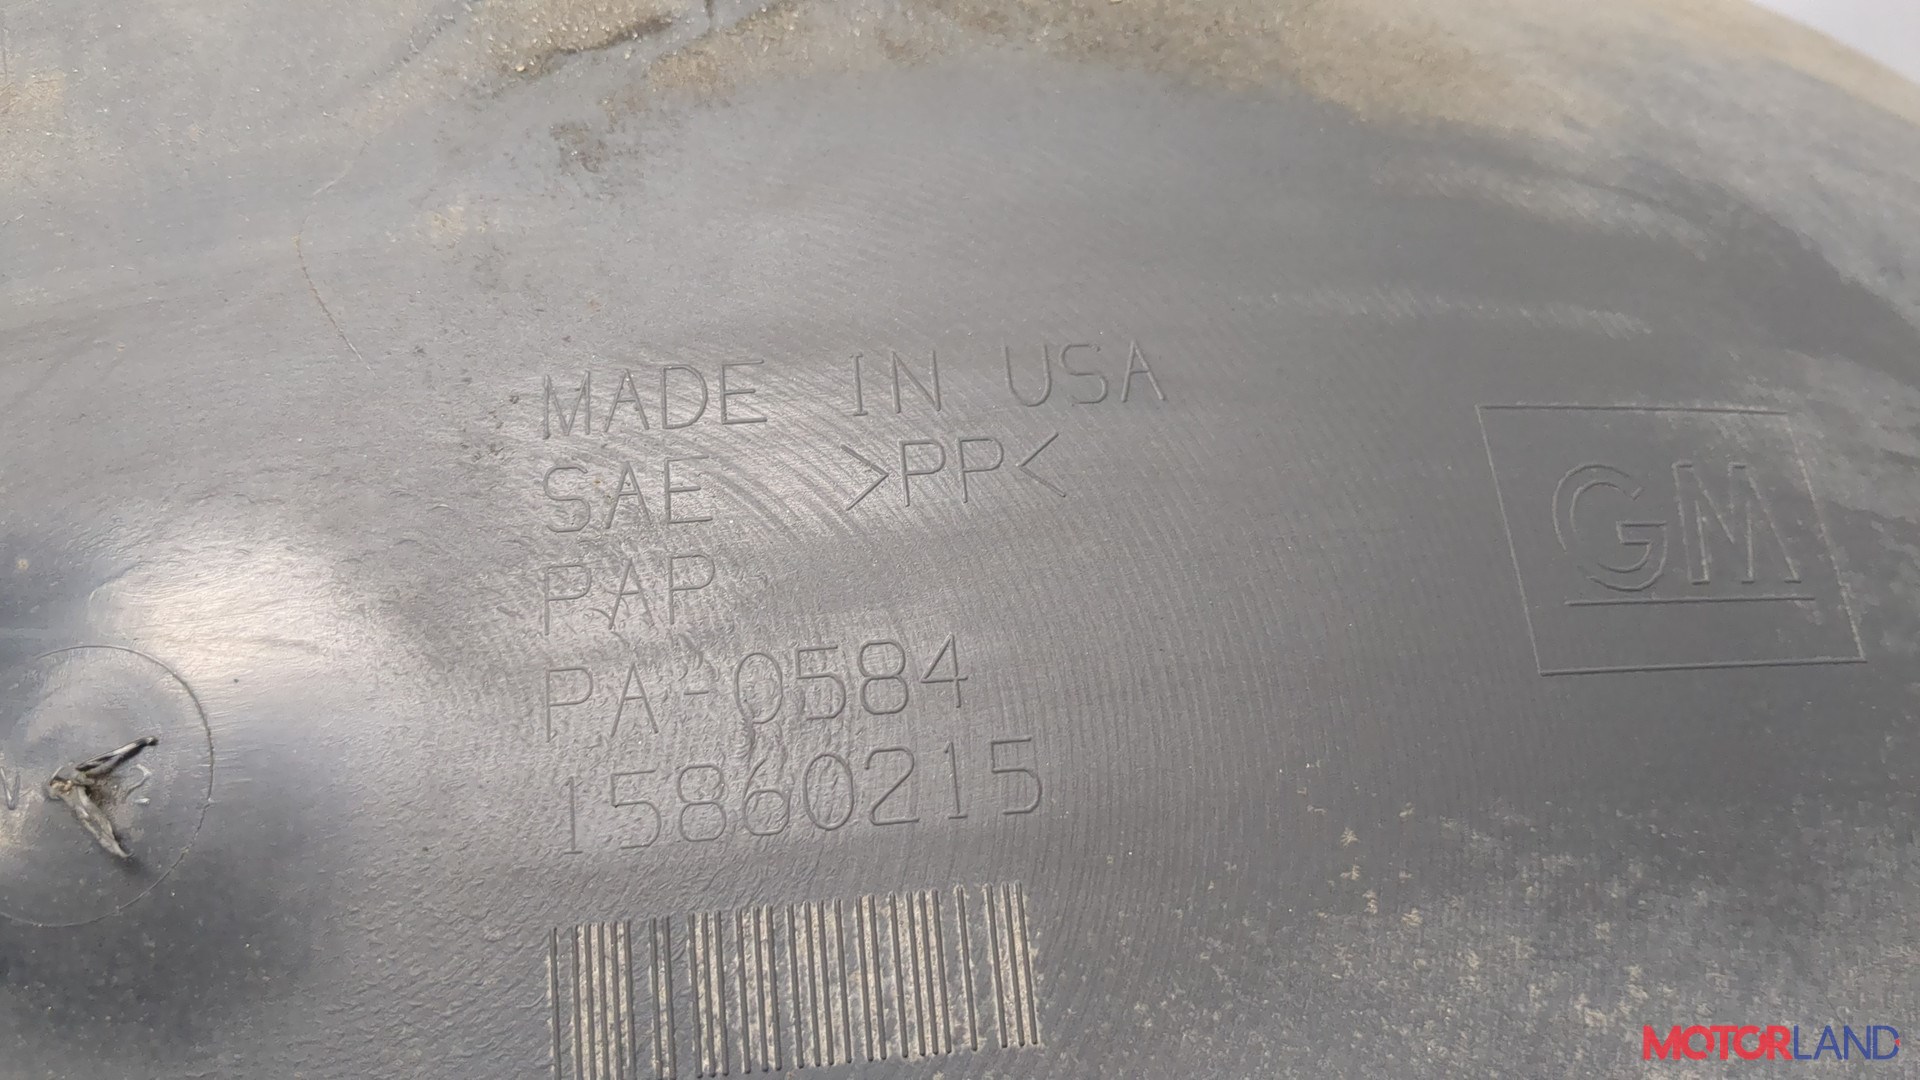 MADE IN USA
SAE >PP<
PAP
PA-0584
15860215
GM
MOTORLAND